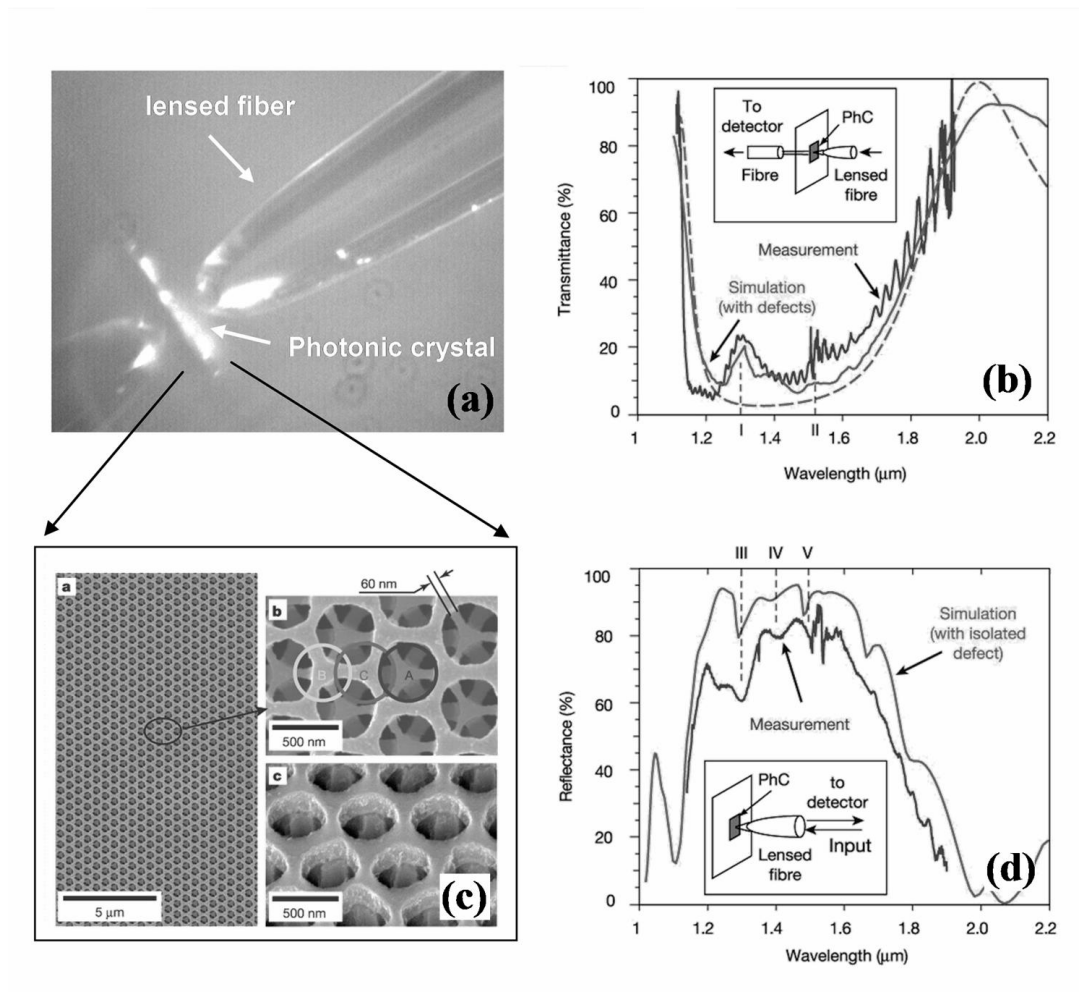 lensed fiber
Photonic crystal
(a)
100
80
60
40
20
0
Transmittance (%)
To
detector
PhC
Fibre
Lensed
fibre
Measurement
Simulation
(with defects)
(b)
1
1.2
1.4
1.6
1.8
2.0
2.2
I
II
Wavelength (μm)
a
5 μm
60 nm
b
B
C
A
500 nm
c
500 nm
(c)
III
IV
V
100
80
60
40
20
0
Reflectance (%)
Simulation
(with isolated
defect)
Measurement
PhC
to
detector
Input
Lensed
fibre
(d)
1
1.2
1.4
1.6
1.8
2.0
2.2
Wavelength (μm)